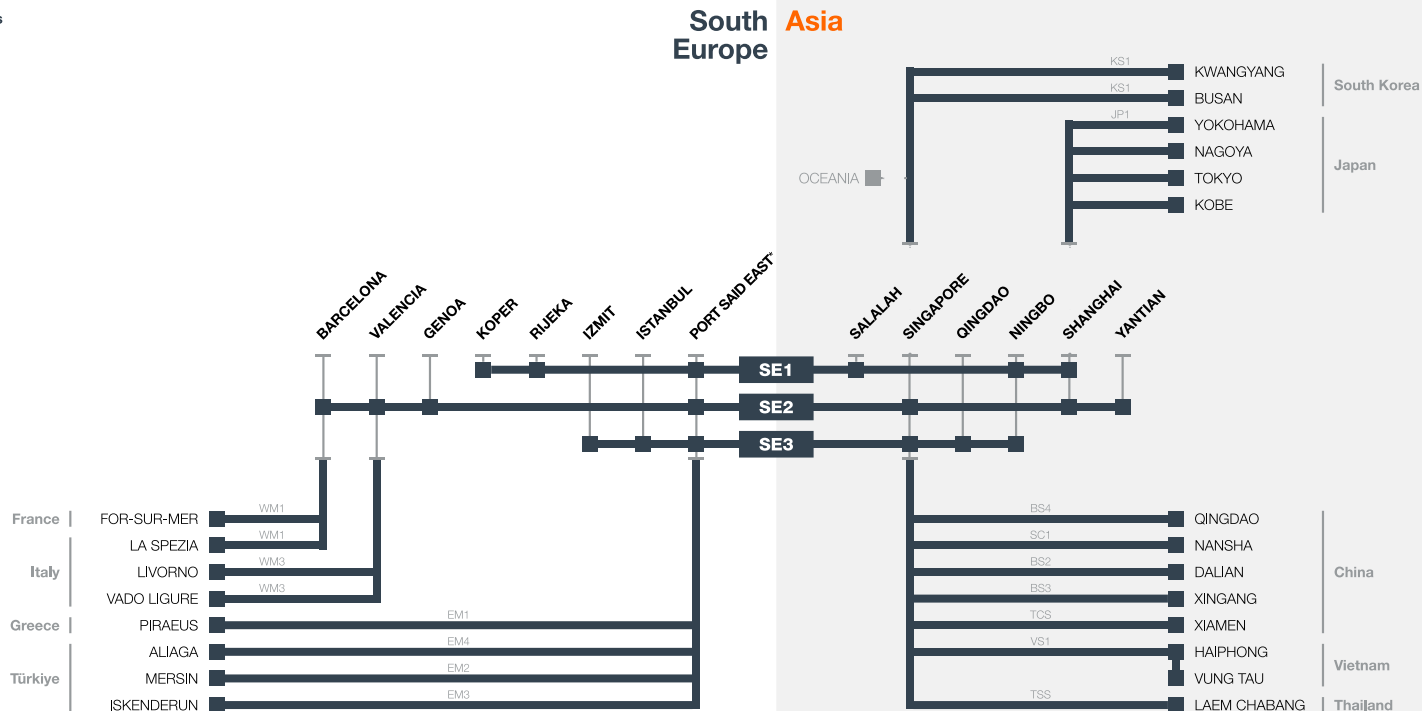 s
South
Europe
Asia
KS1
KWANGYANG
South Korea
KS1
BUSAN
JP1
YOKOHAMA
NAGOYA
Japan
OCEANIA
TOKYO
KOBE
BARCELONA
VALENCIA
GENOA
KOPER
RIJEKA
IZMIT
ISTANBUL
PORT SAID EAST*
SALALAH
SINGAPORE
QINGDAO
NINGBO
SHANGHAI
YANTIAN
SE1
SE2
SE3
France
FOR-SUR-MER
WM1
LA SPEZIA
WM1
Italy
LIVORNO
WM3
VADO LIGURE
WM3
Greece
PIRAEUS
EM1
ALIAGA
EM4
Türkiye
MERSIN
EM2
ISKENDERUN
EM3
BS4
QINGDAO
SC1
NANSHA
BS2
DALIAN
China
BS3
XINGANG
TCS
XIAMEN
VS1
HAIPHONG
Vietnam
VUNG TAU
TSS
LAEM CHABANG
Thailand